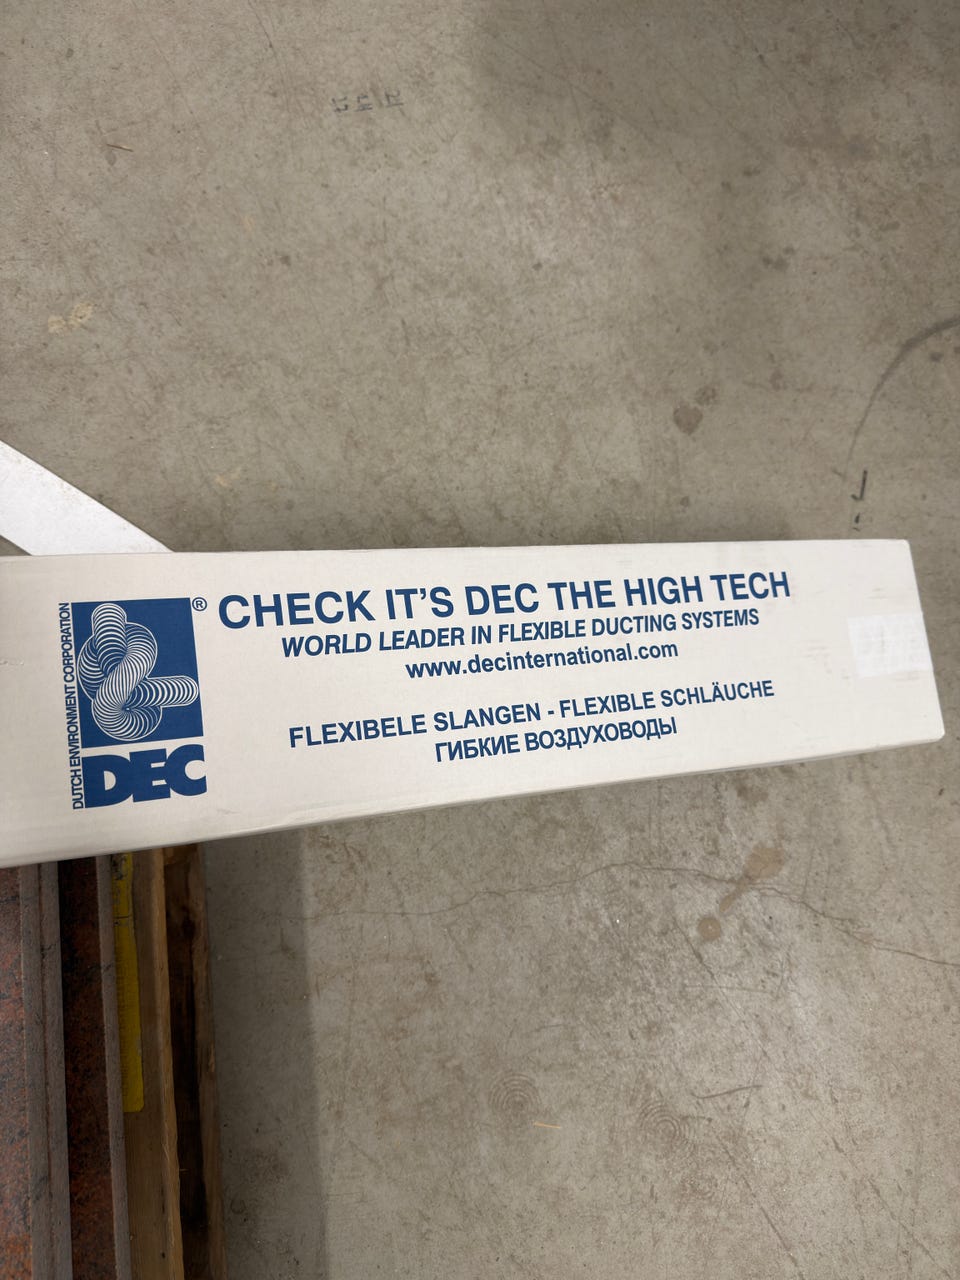 DUTCH ENVIRONMENT CORPORATION
DEC
®
CHECK IT'S DEC THE HIGH TECH
WORLD LEADER IN FLEXIBLE DUCTING SYSTEMS
www.decinternational.com
FLEXIBELE SLANGEN - FLEXIBLE SCHLÄUCHE
ГИБКИЕ ВОЗДУХОВОДЫ